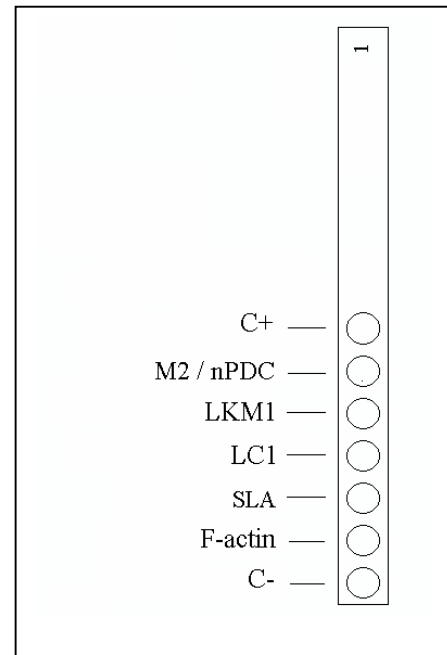 1
C+
M2 / nPDC
LKM1
LC1
SLA
F-actin
C-